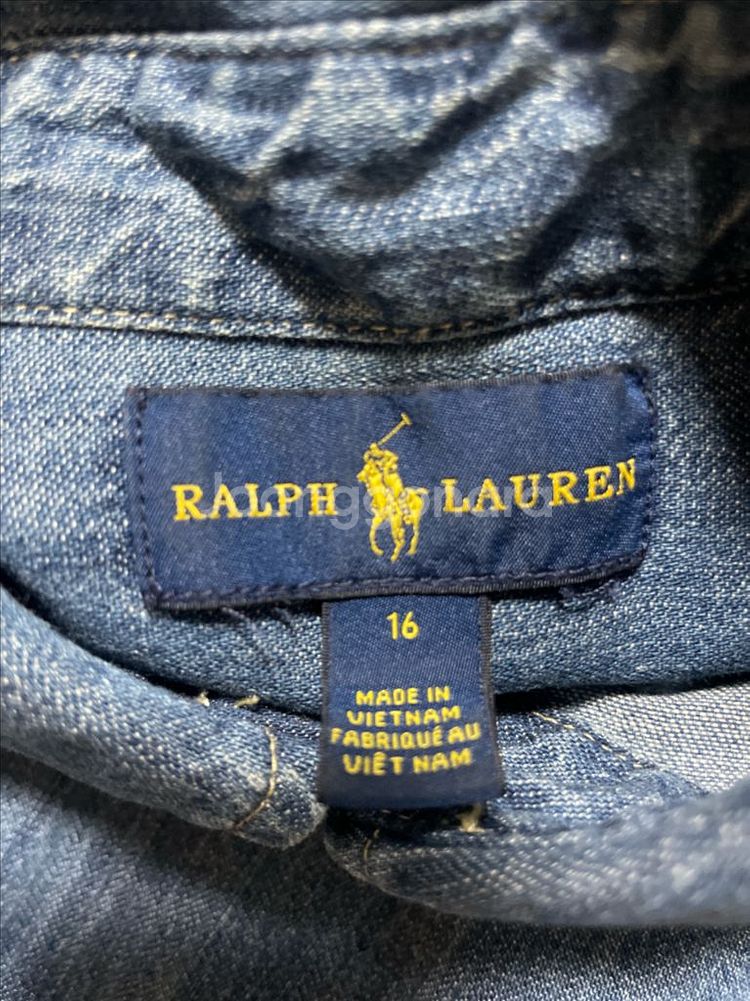 RALPH LAUREN
16
MADE IN
VIETNAM
FABRIQUÉ AU
VIÊT NAM